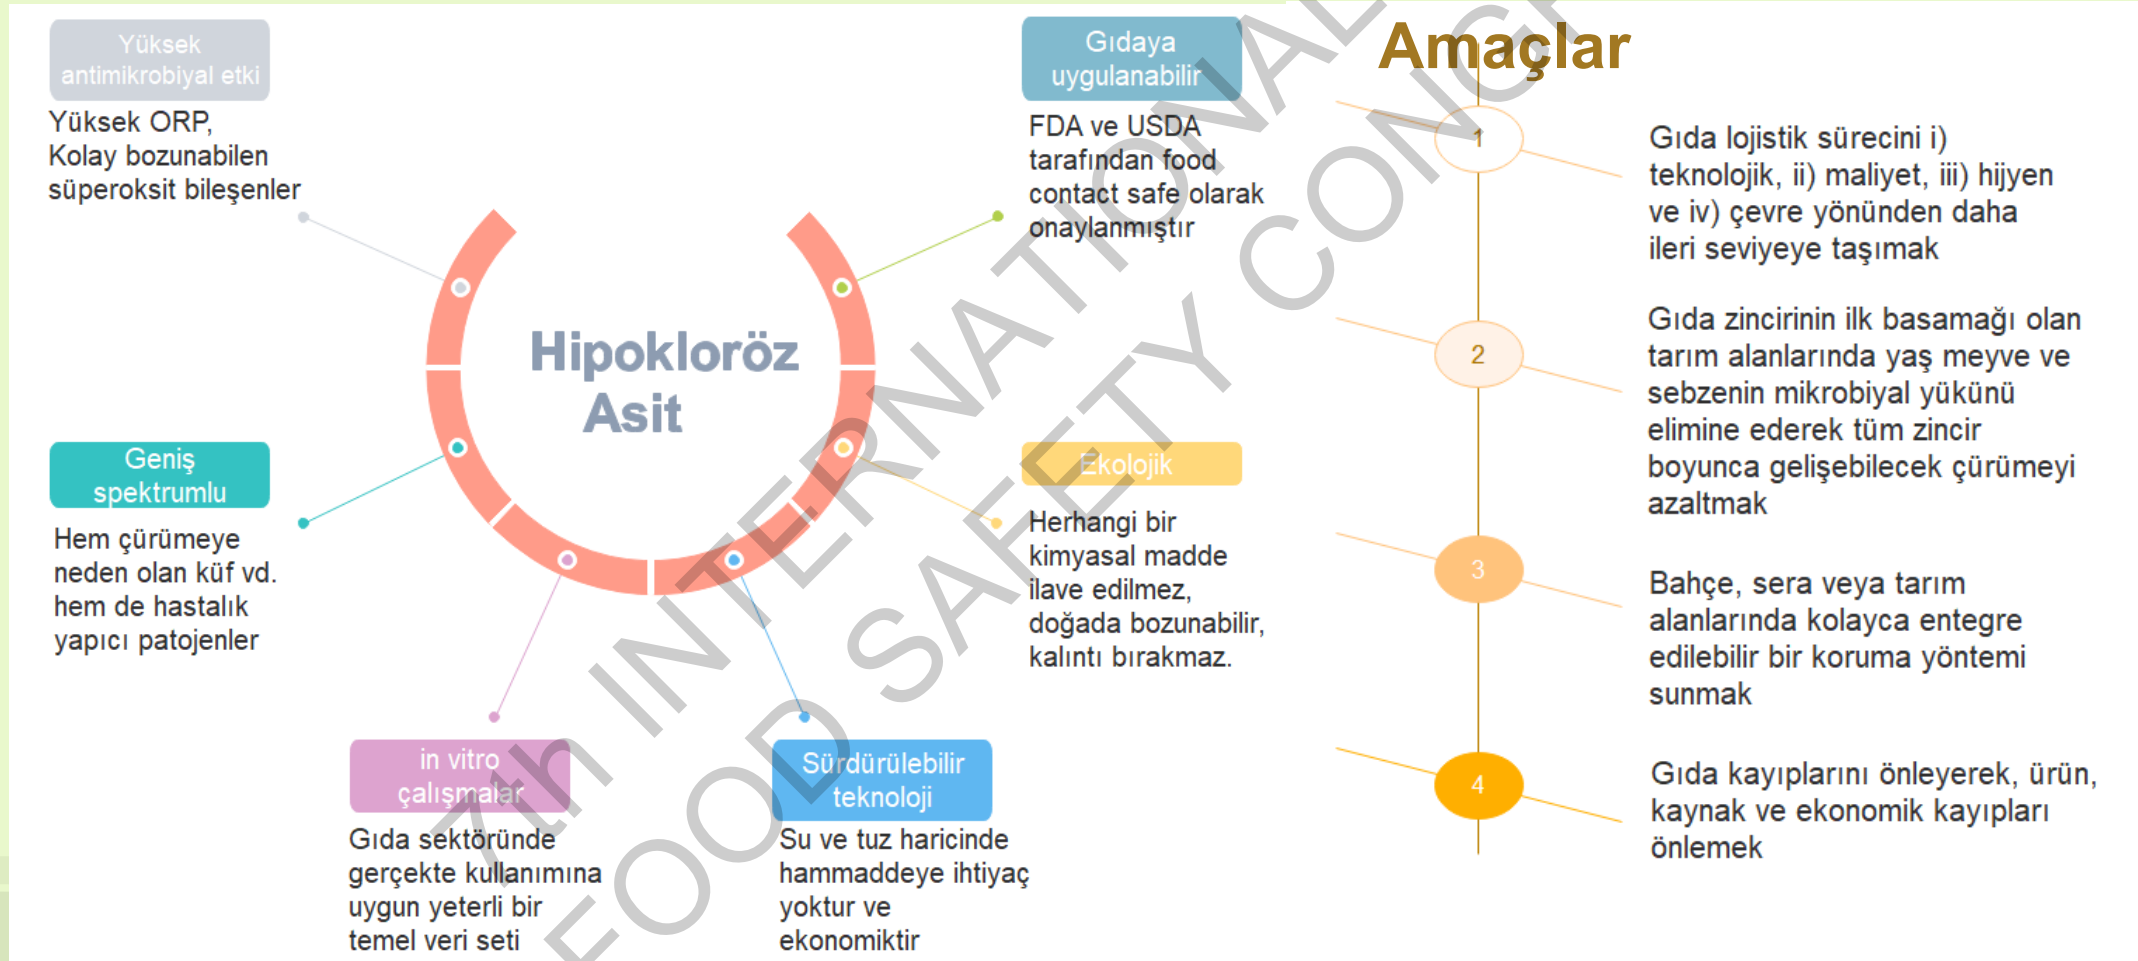 Yüksek
antimikrobiyal etki
Yüksek ORP,
Kolay bozunabilen
süperoksit bileşenler
Gıdaya
uygulanabilir
FDA ve USDA
tarafından food
contact safe olarak
onaylanmıştır
Hipokloröz
Asit
Geniş
spektrumlu
Hem çürümeye
neden olan küf vd.
hem de hastalık
yapıcı patojenler
Ekolojik
Herhangi bir
kimyasal madde
ilave edilmez,
doğada bozunabilir,
kalıntı bırakmaz.
in vitro
çalışmalar
Gıda sektöründe
gerçekte kullanımına
uygun yeterli bir
temel veri seti
Sürdürülebilir
teknoloji
Su ve tuz haricinde
hammaddeye ihtiyaç
yoktur ve
ekonomiktir
Amaçlar
1
Gıda lojistik sürecini i)
teknolojik, ii) maliyet, iii) hijyen
ve iv) çevre yönünden daha
ileri seviyeye taşımak
2
Gıda zincirinin ilk basamağı olan
tarım alanlarında yaş meyve ve
sebzenin mikrobiyal yükünü
elimine ederek tüm zincir
boyunca gelişebilecek çürümeyi
azaltmak
3
Bahçe, sera veya tarım
alanlarında kolayca entegre
edilebilir bir koruma yöntemi
sunmak
4
Gıda kayıplarını önleyerek, ürün,
kaynak ve ekonomik kayıpları
önlemek
7th INTERNATIONAL
FOOD SAFETY